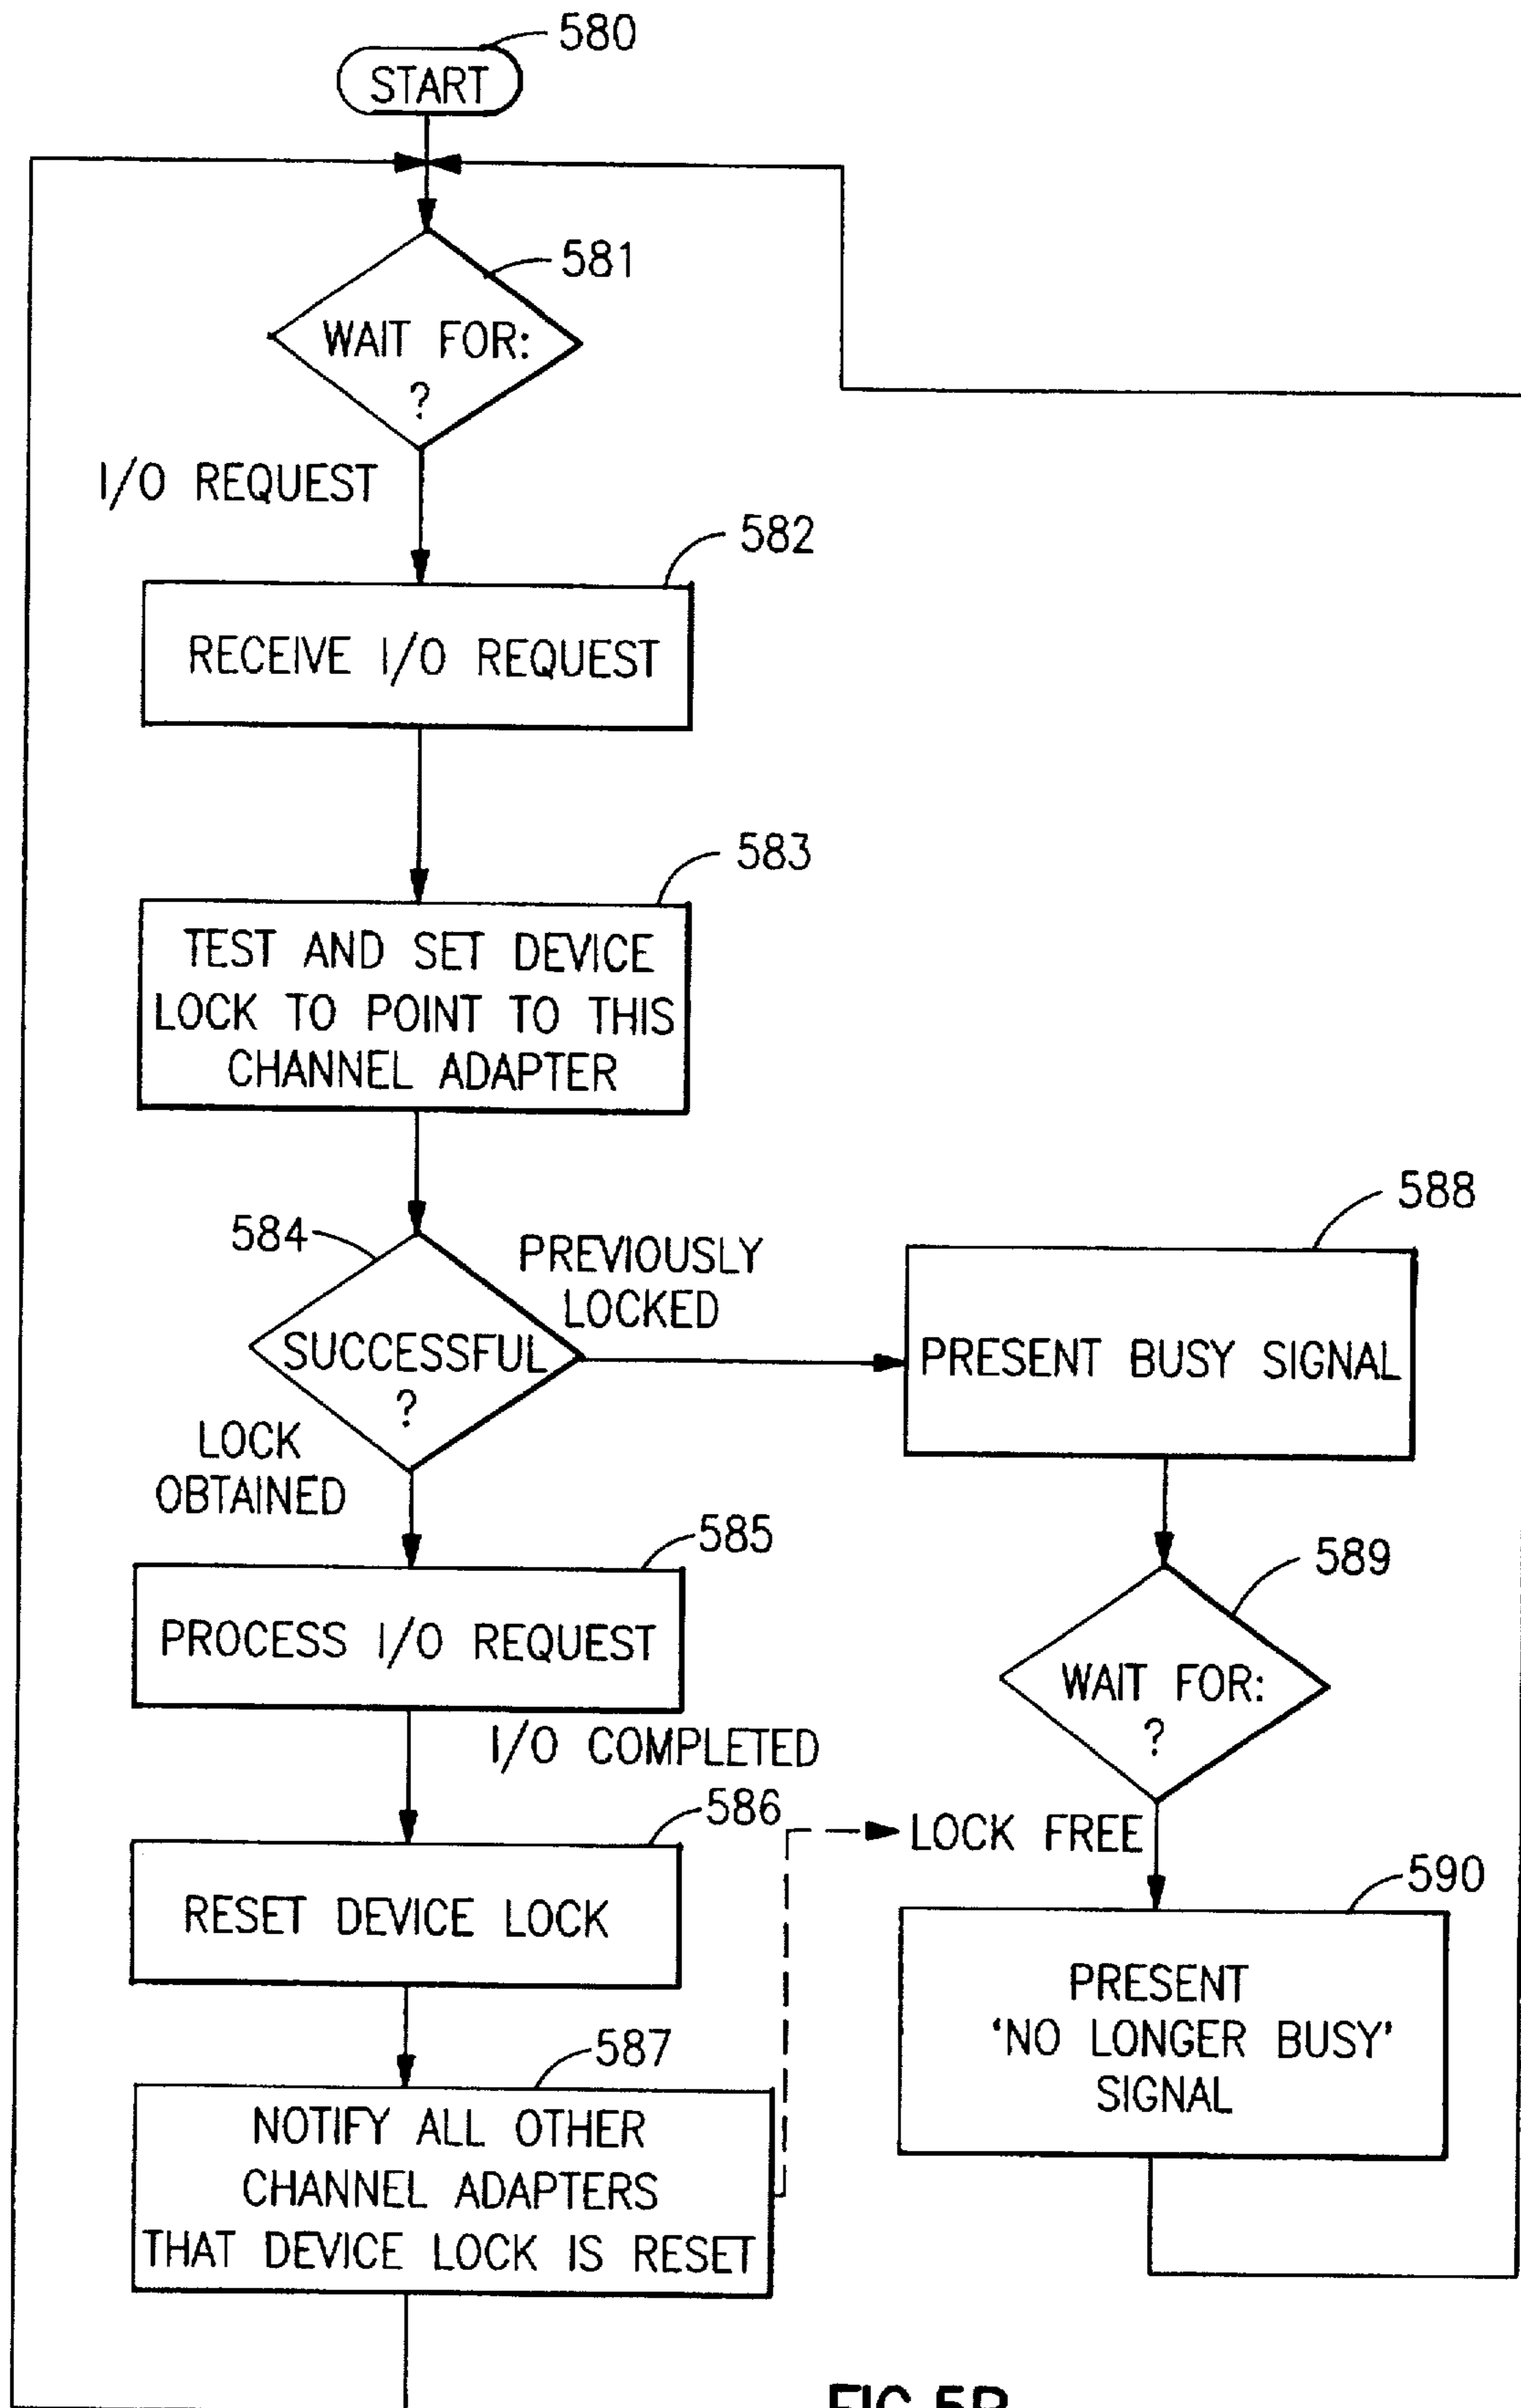 580
START
581
WAIT FOR:
?
I/O REQUEST
582
RECEIVE I/O REQUEST
583
TEST AND SET DEVICE
LOCK TO POINT TO THIS
CHANNEL ADAPTER
584
SUCCESSFUL
?
PREVIOUSLY
LOCKED
LOCK
OBTAINED
585
PROCESS I/O REQUEST
I/O COMPLETED
586
RESET DEVICE LOCK
587
NOTIFY ALL OTHER
CHANNEL ADAPTERS
THAT DEVICE LOCK IS RESET
588
PRESENT BUSY SIGNAL
589
WAIT FOR:
?
LOCK FREE
590
PRESENT
'NO LONGER BUSY'
SIGNAL